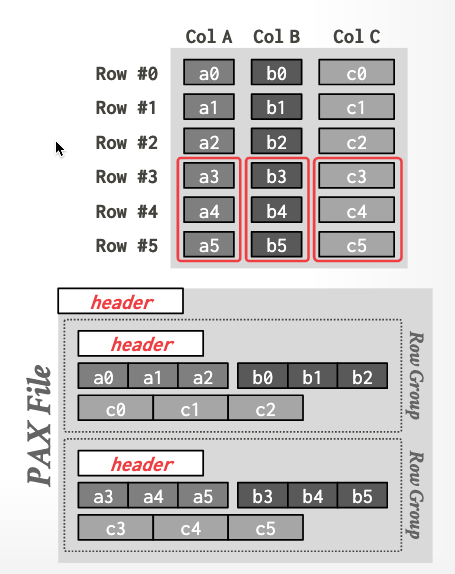 Col A Col B Col C
Row #0 a0 b0 c0
Row #1 a1 b1 c1
Row #2 a2 b2 c2
Row #3 a3 b3 c3
Row #4 a4 b4 c4
Row #5 a5 b5 c5
PAX File
header
Row Group
header
a0 a1 a2 b0 b1 b2
c0 c1 c2
Row Group
header
a3 a4 a5 b3 b4 b5
c3 c4 c5